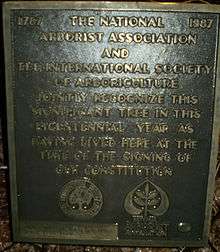 1787 THE NATIONAL 1987
ARBORIST ASSOCIATION
AND
THE INTERNATIONAL SOCIETY
OF ARBORICULTURE
JOINTLY RECOGNIZE THIS
SIGNIFICANT TREE IN THIS
BICENTENNIAL YEAR AS
HAVING LIVED HERE AT THE
TIME OF THE SIGNING OF
OUR CONSTITUTION